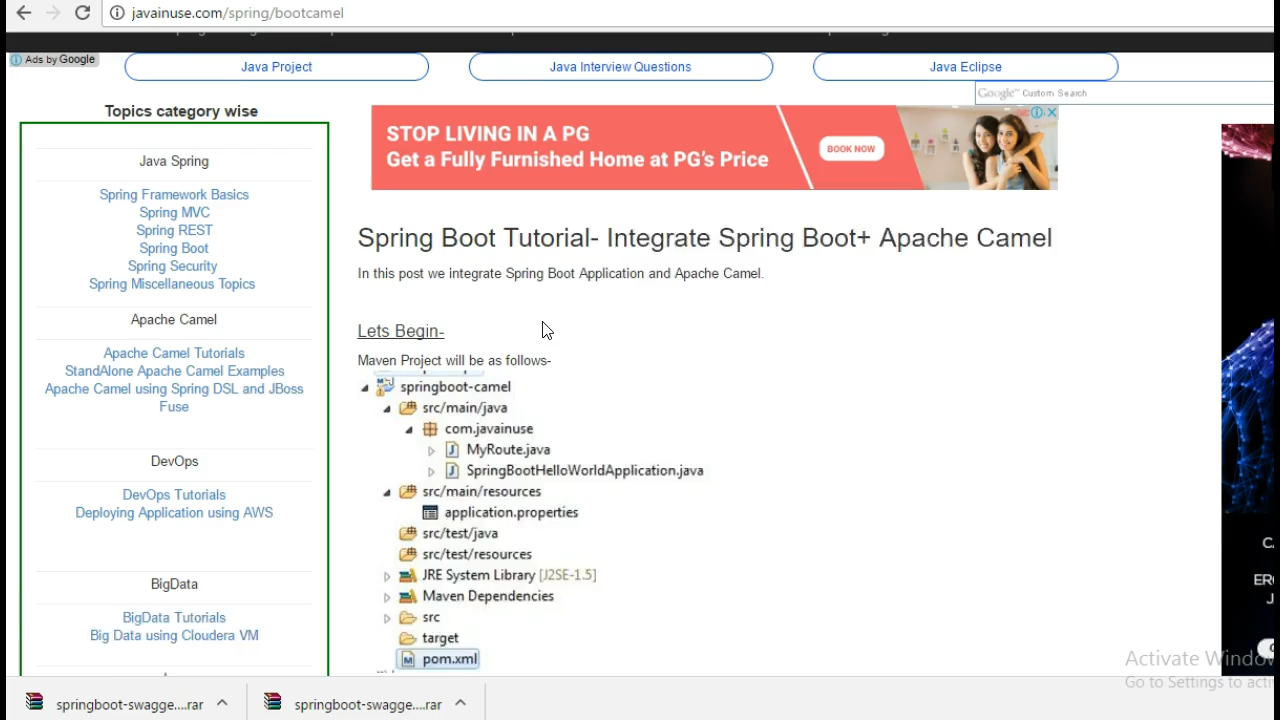 javainuse.com/spring/bootcamel
Ads by Google
Java Project
Java Interview Questions
Java Eclipse
Google™ Custom Search
Topics category wise
Java Spring
Spring Framework Basics
Spring MVC
Spring REST
Spring Boot
Spring Security
Spring Miscellaneous Topics
Apache Camel
Apache Camel Tutorials
StandAlone Apache Camel Examples
Apache Camel using Spring DSL and JBoss
Fuse
DevOps
DevOps Tutorials
Deploying Application using AWS
BigData
BigData Tutorials
Big Data using Cloudera VM
STOP LIVING IN A PG
Get a Fully Furnished Home at PG's Price
BOOK NOW
Spring Boot Tutorial- Integrate Spring Boot+ Apache Camel
In this post we integrate Spring Boot Application and Apache Camel.
Lets Begin-
Maven Project will be as follows-
springboot-camel
src/main/java
com.javainuse
MyRoute.java
SpringBootHelloWorldApplication.java
src/main/resources
application.properties
src/test/java
src/test/resources
JRE System Library [J2SE-1.5]
Maven Dependencies
src
target
pom.xml
Activate Window
Go to Settings to acti
springboot-swagge....rar
springboot-swagge....rar